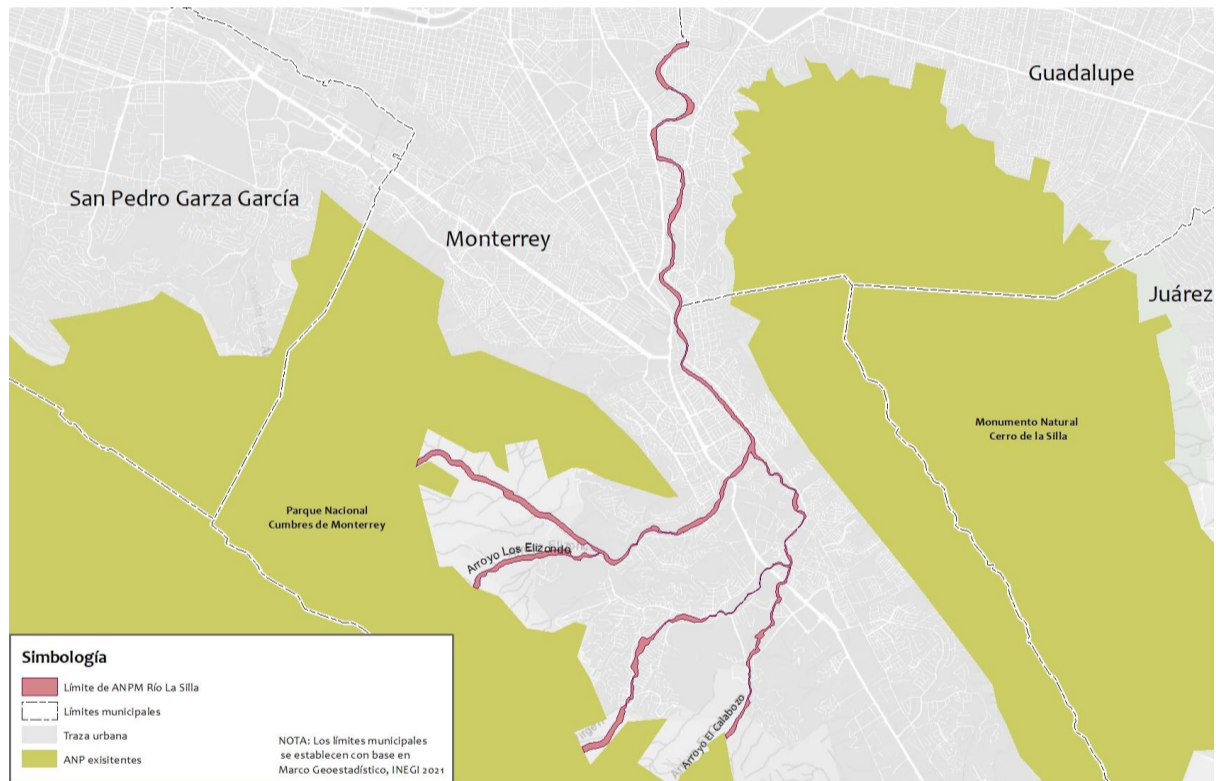 Guadalupe
San Pedro Garza García
Monterrey
Juárez
Monumento Natural
Cerro de la Silla
Parque Nacional
Cumbres de Monterrey
Arroyo Los Elizondo
Arroyo El Calabozo
Simbología
Límite de ANPM Río La Silla
Límites municipales
Traza urbana
ANP exisitentes
NOTA: Los límites municipales
se establecen con base en
Marco Geoestadístico, INEGI 2021